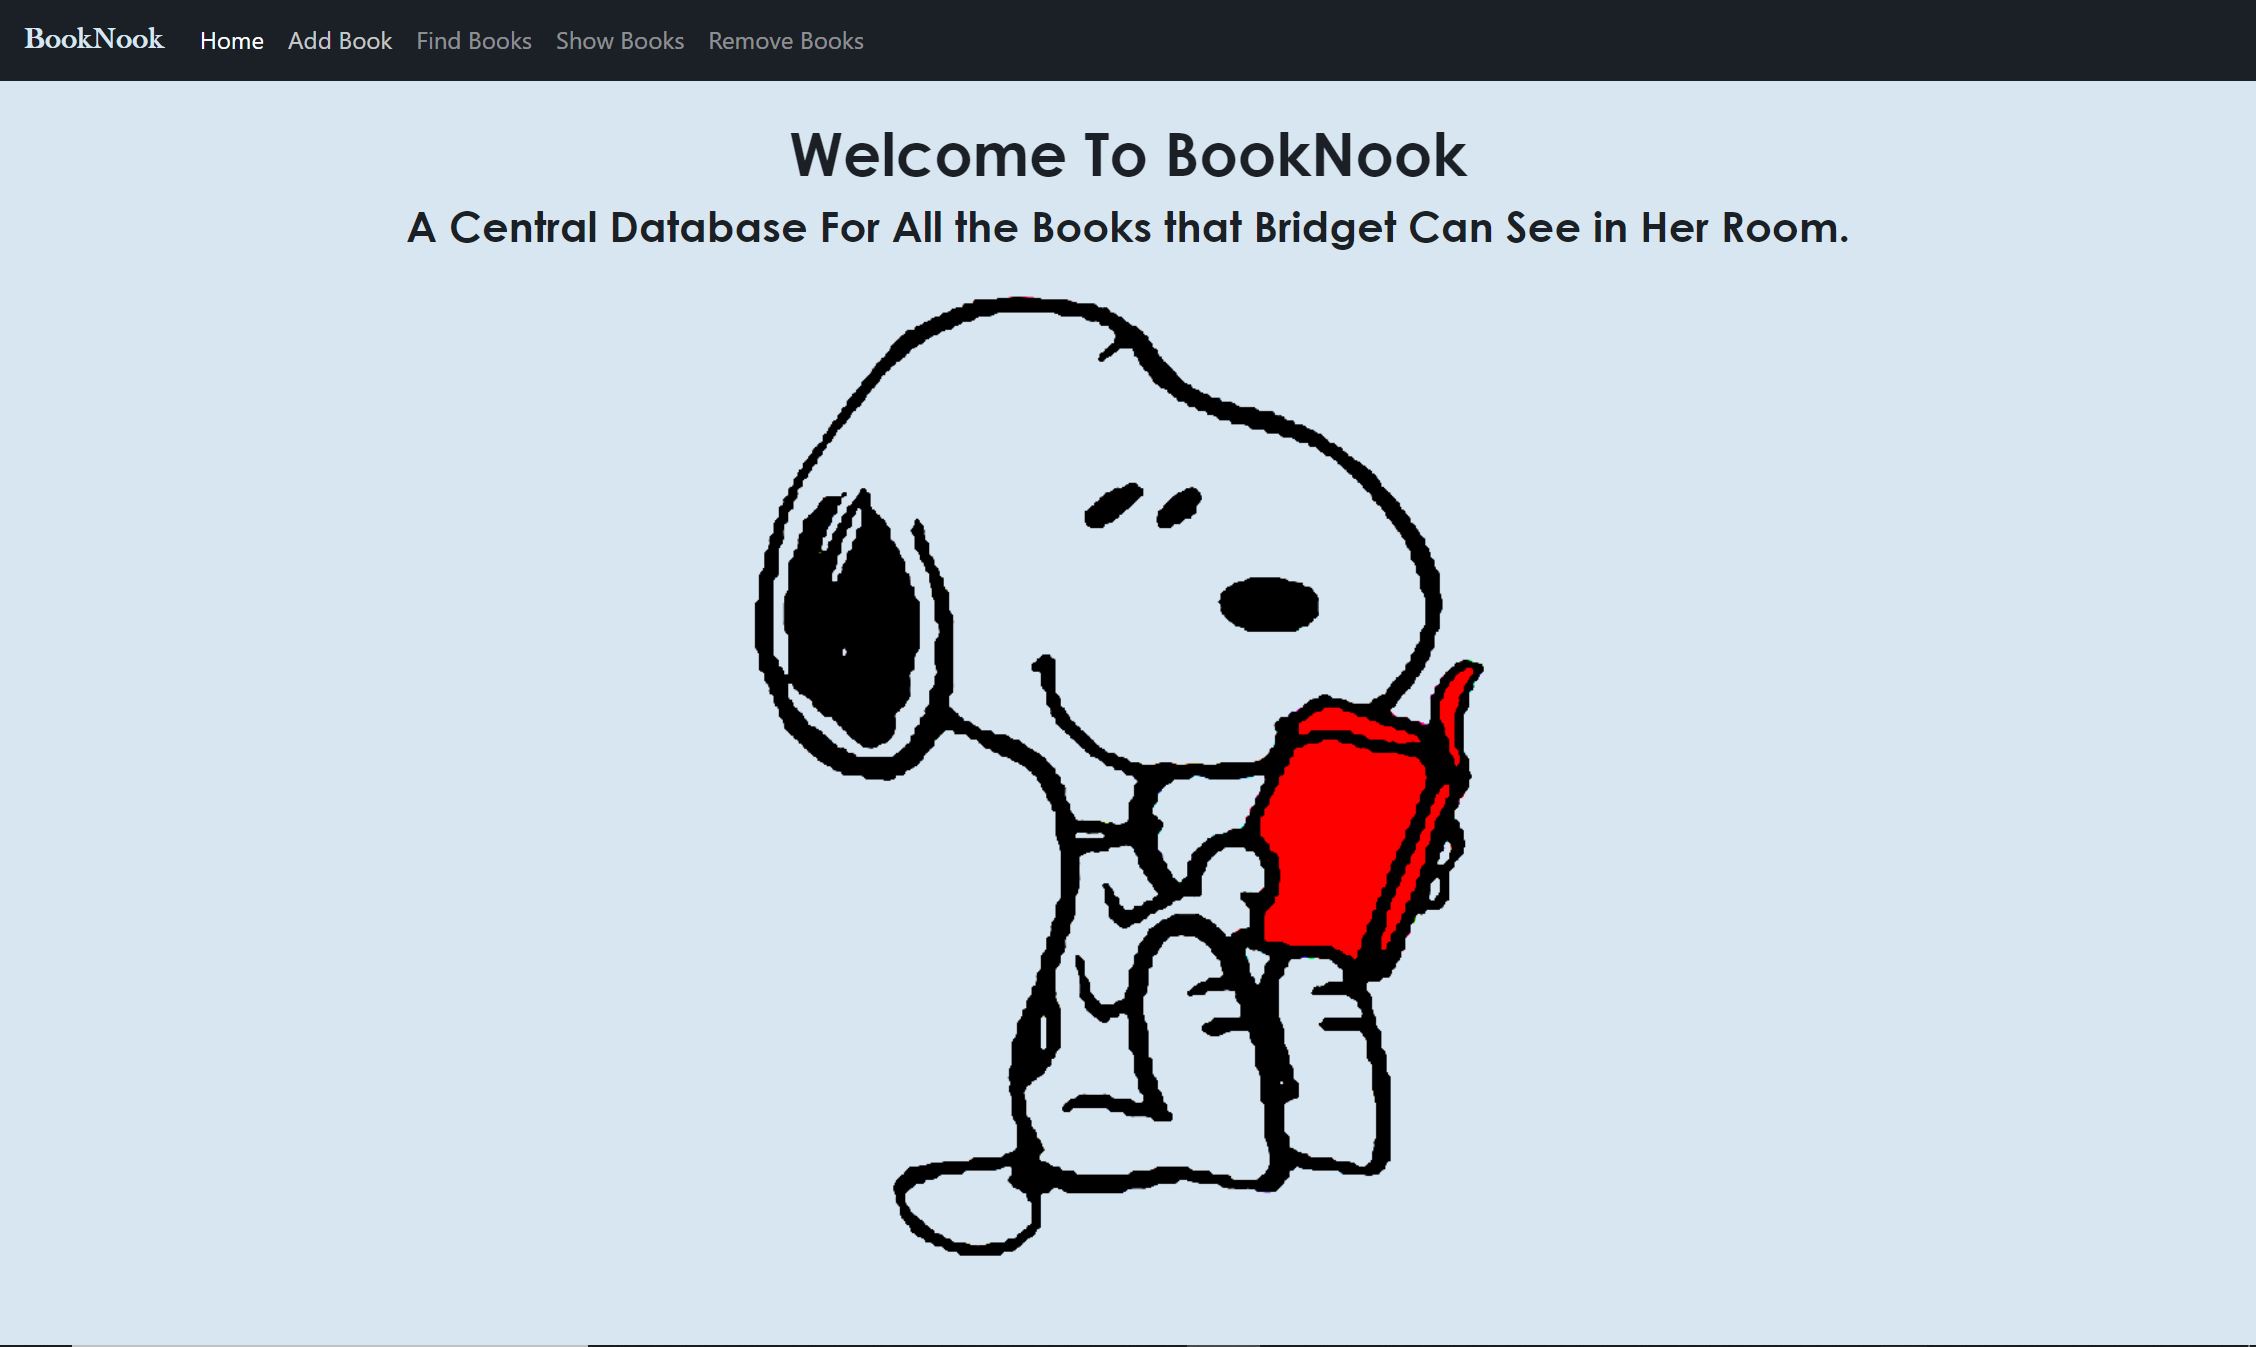 BookNook Home Add Book Find Books Show Books Remove Books
Welcome To BookNook
A Central Database For All the Books that Bridget Can See in Her Room.